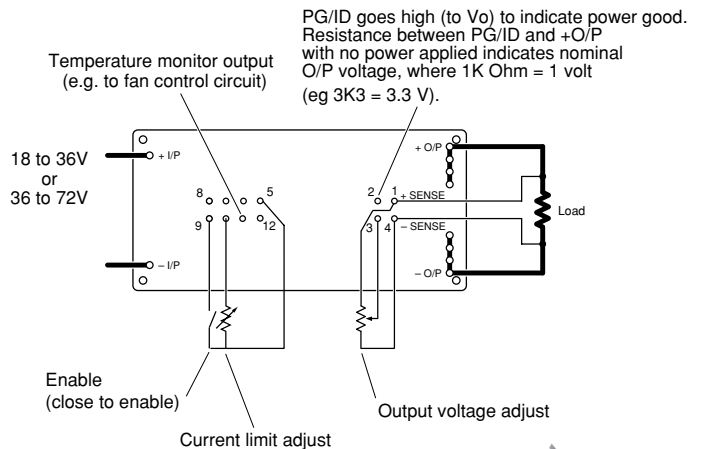 PG/ID goes high (to Vo) to indicate power good.
Resistance between PG/ID and +O/P
with no power applied indicates nominal
O/P voltage, where 1K Ohm = 1 volt
(eg 3K3 = 3.3 V).
Temperature monitor output
(e.g. to fan control circuit)
18 to 36V
or
36 to 72V
+ I/P
– I/P
8
5
9
12
2
1
3
4
+ O/P
+ SENSE
– SENSE
– O/P
Load
Enable
(close to enable)
Current limit adjust
Output voltage adjust